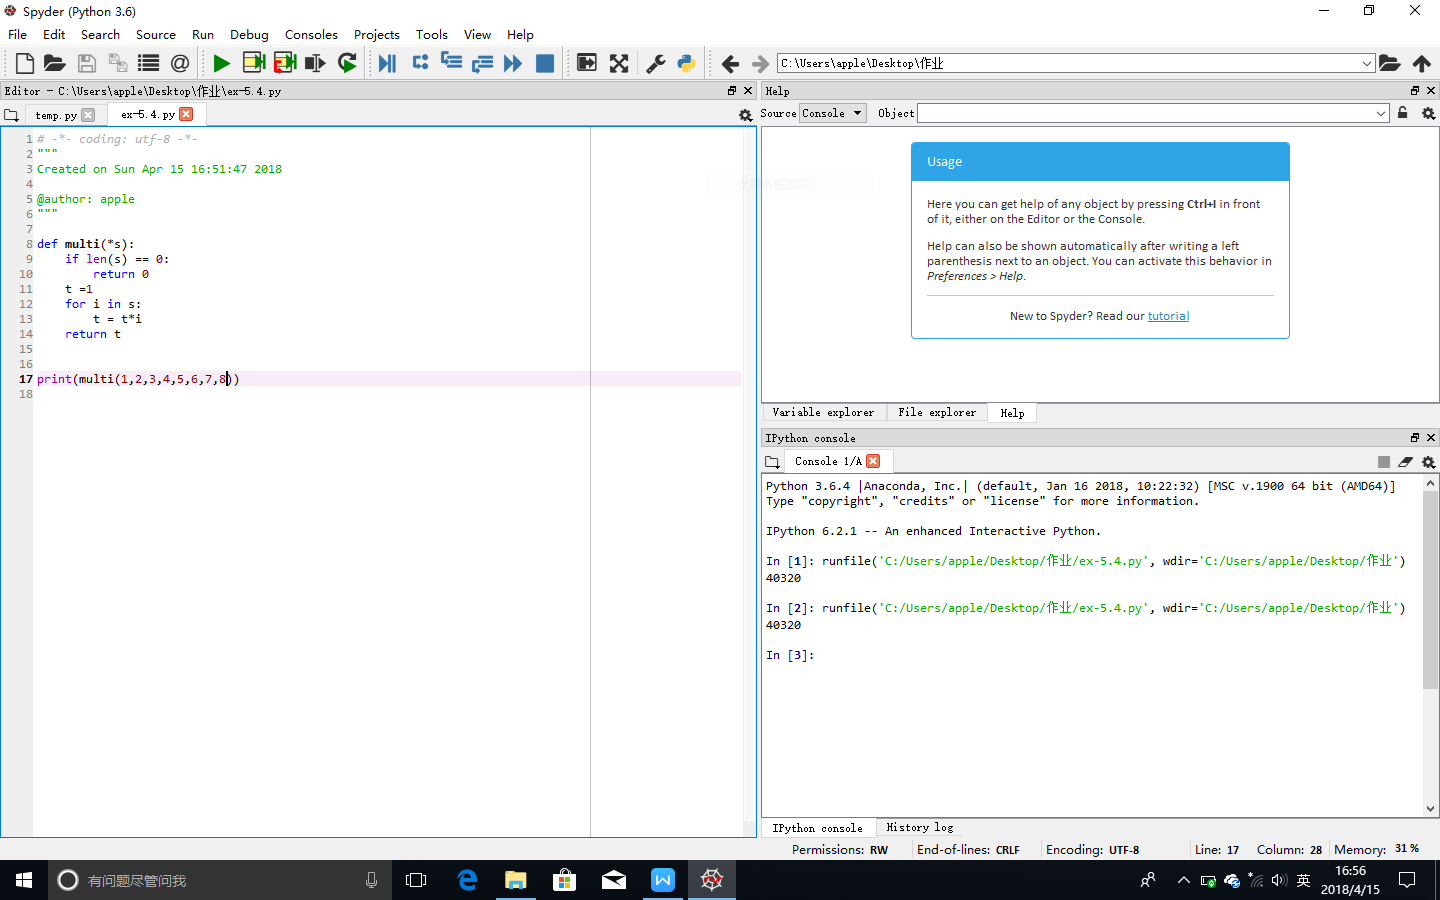 Spyder (Python 3.6)
File Edit Search Source Run Debug Consoles Projects Tools View Help
C:\Users\apple\Desktop\作业
Editor - C:\Users\apple\Desktop\作业\ex-5.4.py
temp.py ex-5.4.py
1 # -*- coding: utf-8 -*-
2 """
3 Created on Sun Apr 15 16:51:47 2018
4
5 @author: apple
6 """
7
8 def multi(*s):
9     if len(s) == 0:
10         return 0
11     t =1
12     for i in s:
13         t = t*i
14     return t
15
16
17 print(multi(1,2,3,4,5,6,7,8))
18
Help
Source Console Object
Usage
Here you can get help of any object by pressing Ctrl+I in front
of it, either on the Editor or the Console.
Help can also be shown automatically after writing a left
parenthesis next to an object. You can activate this behavior in
Preferences > Help.
New to Spyder? Read our tutorial
Variable explorer File explorer Help
IPython console
Console 1/A
Python 3.6.4 |Anaconda, Inc.| (default, Jan 16 2018, 10:22:32) [MSC v.1900 64 bit (AMD64)]
Type "copyright", "credits" or "license" for more information.
IPython 6.2.1 -- An enhanced Interactive Python.
In [1]: runfile('C:/Users/apple/Desktop/作业/ex-5.4.py', wdir='C:/Users/apple/Desktop/作业')
40320
In [2]: runfile('C:/Users/apple/Desktop/作业/ex-5.4.py', wdir='C:/Users/apple/Desktop/作业')
40320
In [3]:
IPython console History log
Permissions: RW End-of-lines: CRLF Encoding: UTF-8 Line: 17 Column: 28 Memory: 31 %
有问题尽管问我
英
16:56
2018/4/15